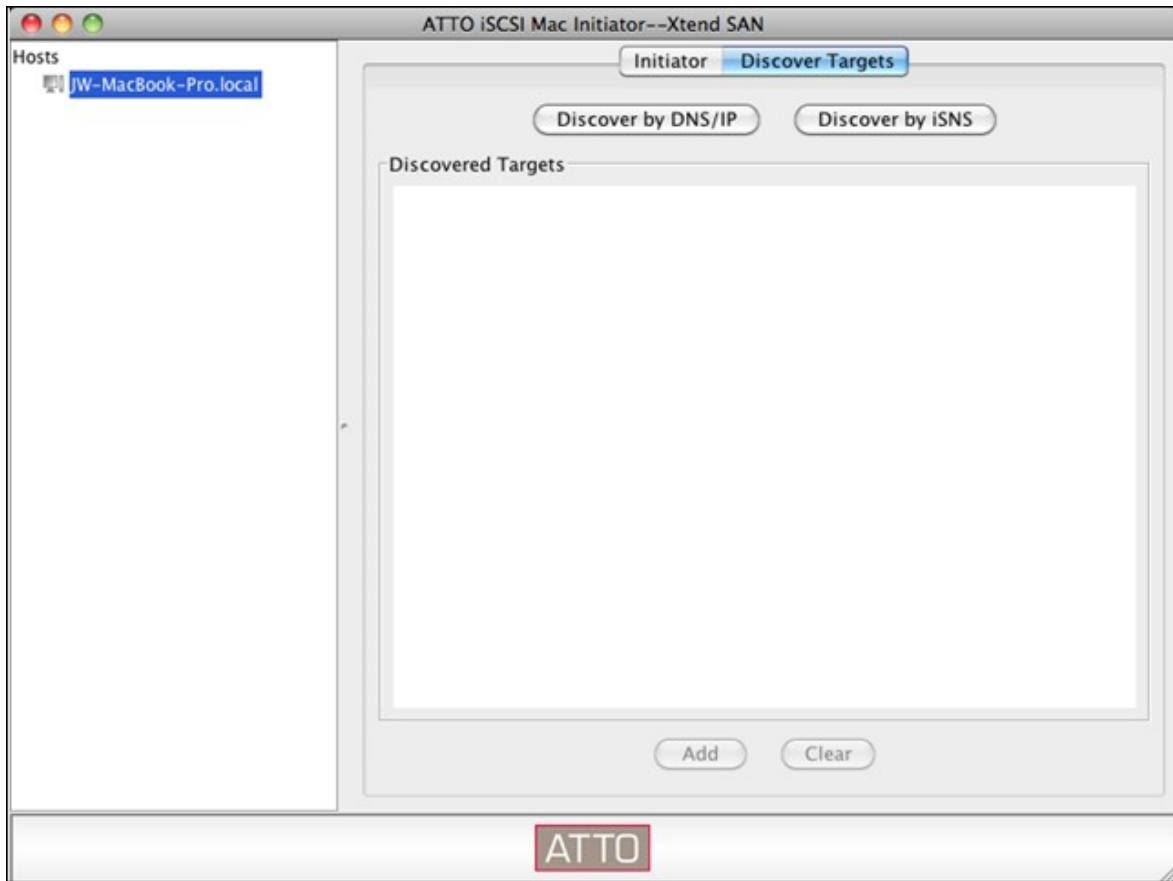 ATTO iSCSI Mac Initiator--Xtend SAN
Hosts
JW-MacBook-Pro.local
Initiator Discover Targets
Discover by DNS/IP Discover by iSNS
Discovered Targets
Add Clear
ATTO